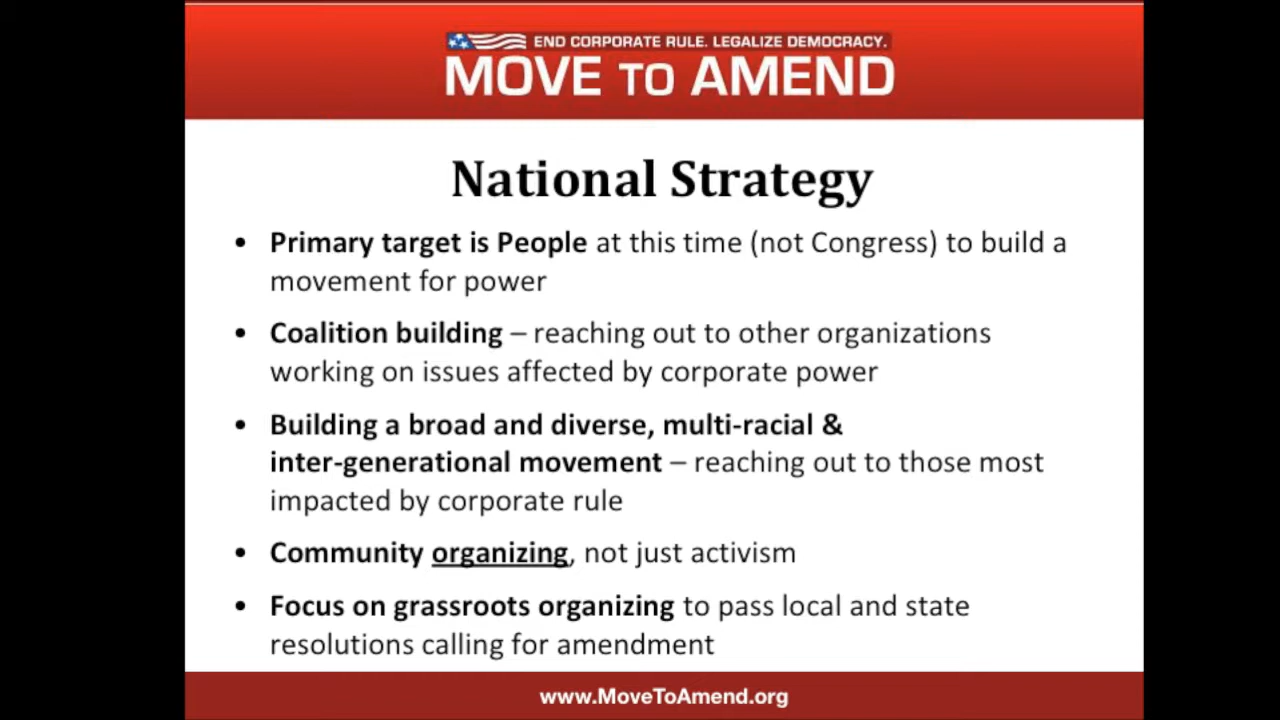 END CORPORATE RULE. LEGALIZE DEMOCRACY.
MOVE TO AMEND
National Strategy
• Primary target is People at this time (not Congress) to build a
movement for power
• Coalition building – reaching out to other organizations
working on issues affected by corporate power
• Building a broad and diverse, multi-racial &
inter-generational movement – reaching out to those most
impacted by corporate rule
• Community organizing, not just activism
• Focus on grassroots organizing to pass local and state
resolutions calling for amendment
www.MoveToAmend.org